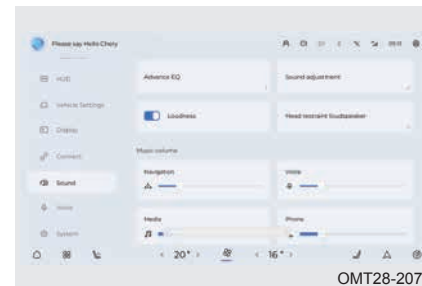 Please say Hello Chery
HUD
Vehicle Settings
Display
Connect
Sound
Voice
System
Advance EQ
Sound adjustment
Loudness
Head restraint loudspeaker
Music volume
Navigation
Voice
Media
Phone
< 20° > < 16° >
OMT28-207